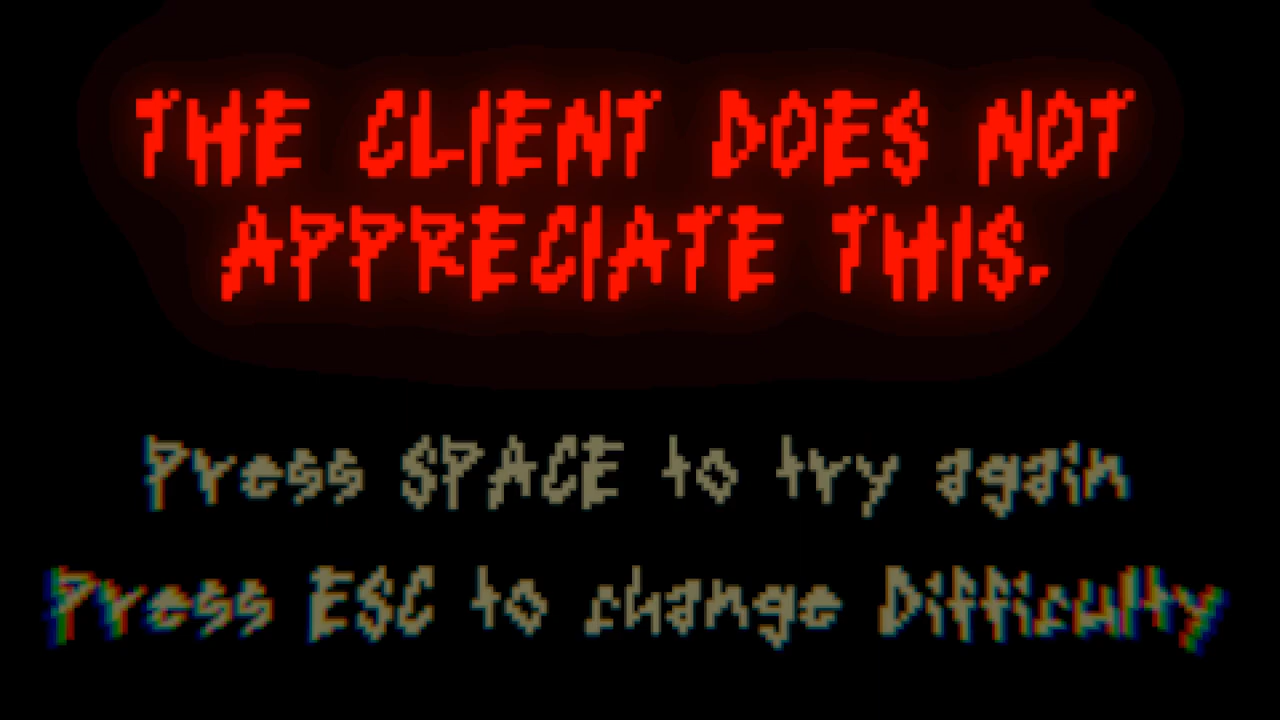 THE CLIENT DOES NOT
APPRECIATE THIS.
Press SPACE to try again
Press ESC to change Difficulty